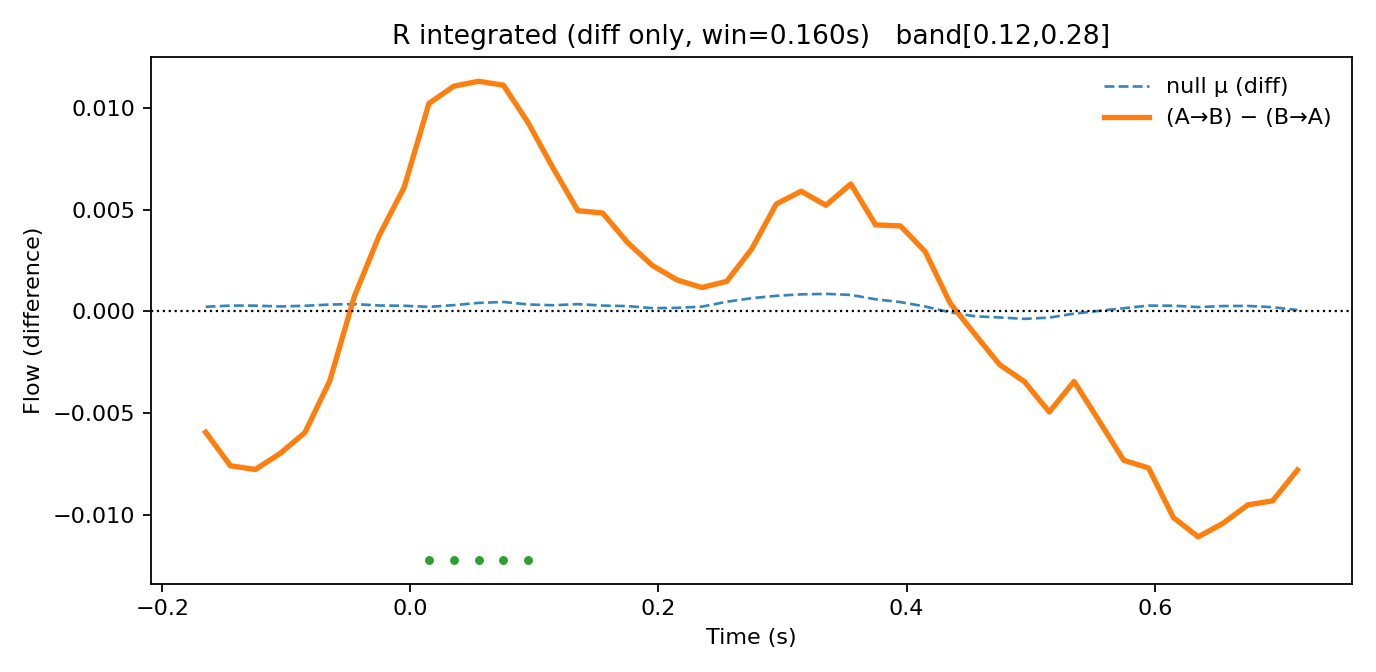 R integrated (diff only, win=0.160s)   band[0.12,0.28]
null μ (diff)
(A→B) − (B→A)
Flow (difference)
0.010
0.005
0.000
−0.005
−0.010
−0.2
0.0
0.2
0.4
0.6
Time (s)